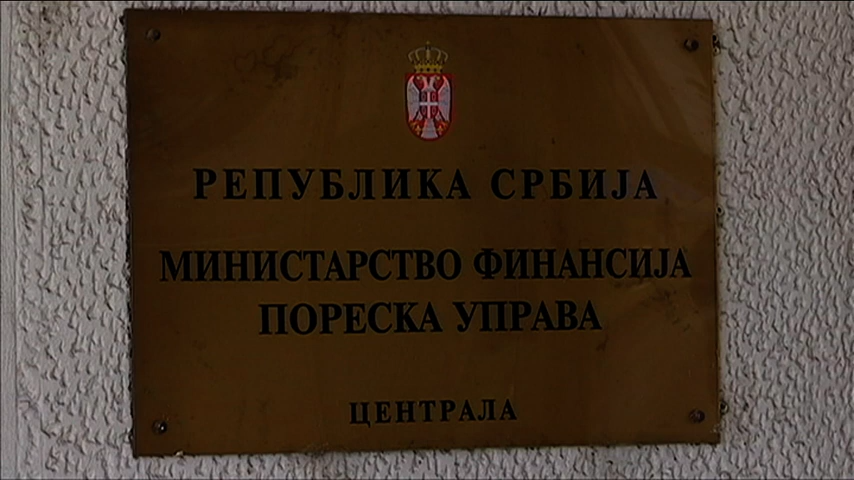 РЕПУБЛИКА СРБИЈА
МИНИСТАРСТВО ФИНАНСИЈА
ПОРЕСКА УПРАВА
ЦЕНТРАЛА